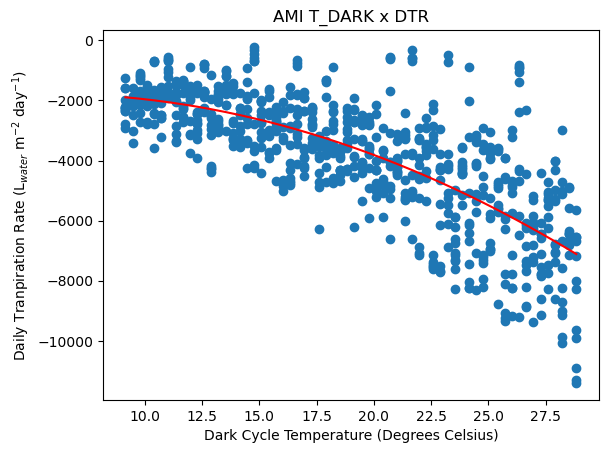 AMI T_DARK x DTR
0
−2000
−4000
−6000
−8000
−10000
Daily Tranpiration Rate (L_water m⁻² day⁻¹)
10.0 12.5 15.0 17.5 20.0 22.5 25.0 27.5
Dark Cycle Temperature (Degrees Celsius)